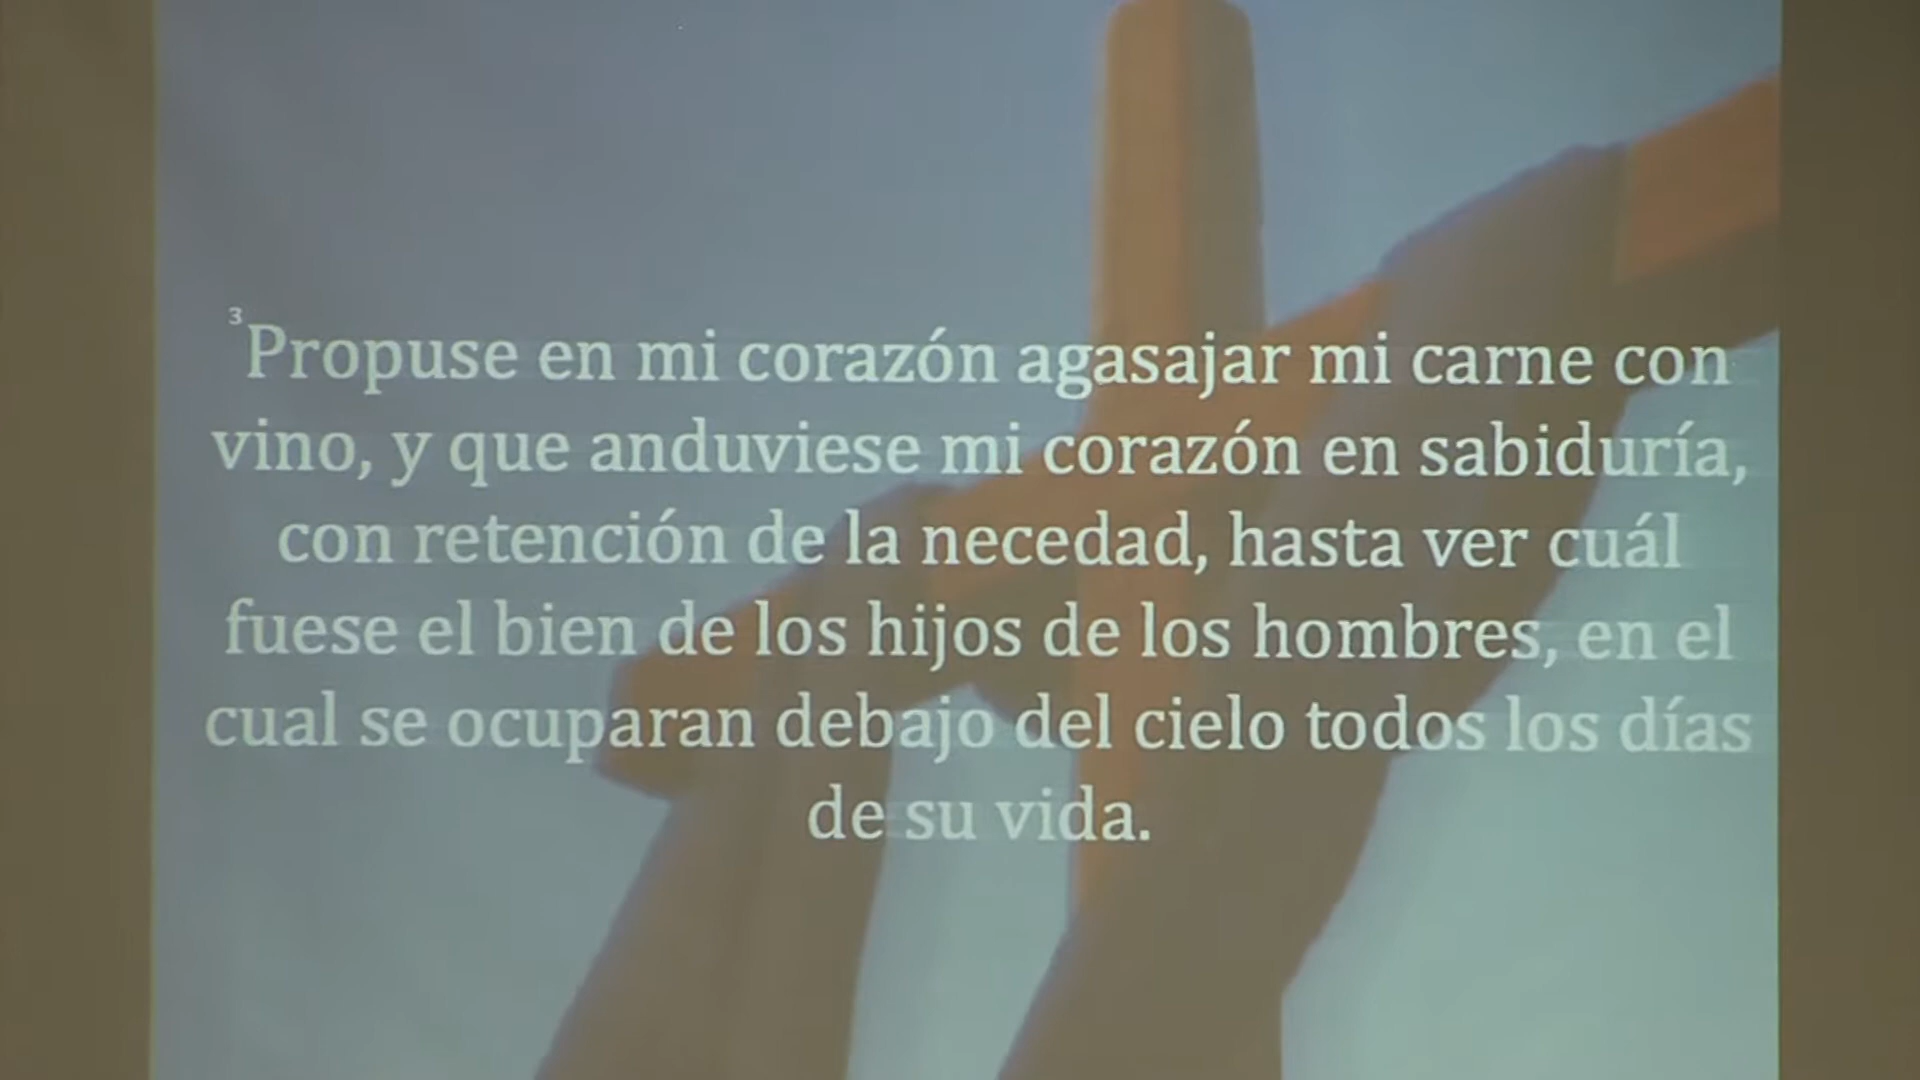 3 Propuse en mi corazón agasajar mi carne con
vino, y que anduviese mi corazón en sabiduría,
con retención de la necedad, hasta ver cuál
fuese el bien de los hijos de los hombres, en el
cual se ocuparan debajo del cielo todos los días
de su vida.